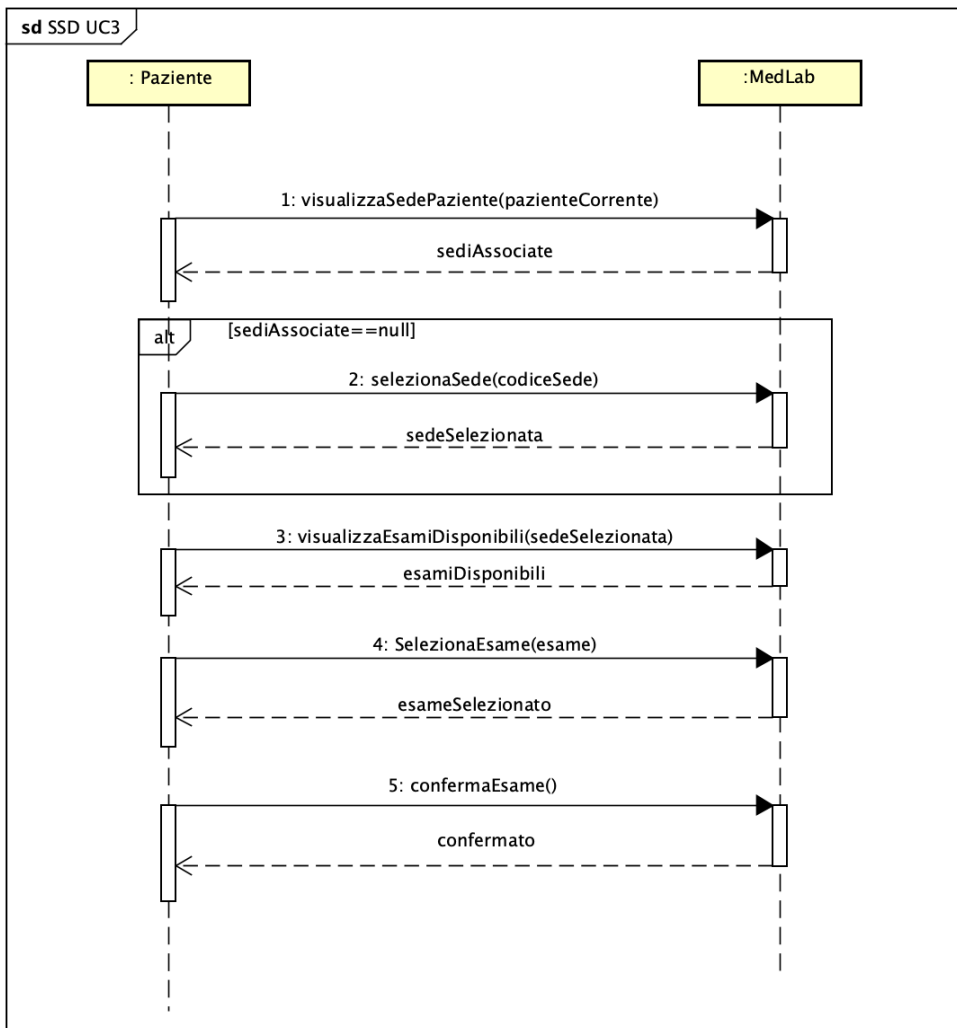 sd SSD UC3
: Paziente
:MedLab
1: visualizzaSedePaziente(pazienteCorrente)
sediAssociate
alt
[sediAssociate==null]
2: selezionaSede(codiceSede)
sedeSelezionata
3: visualizzaEsamiDisponibili(sedeSelezionata)
esamiDisponibili
4: SelezionaEsame(esame)
esameSelezionato
5: confermaEsame()
confermato